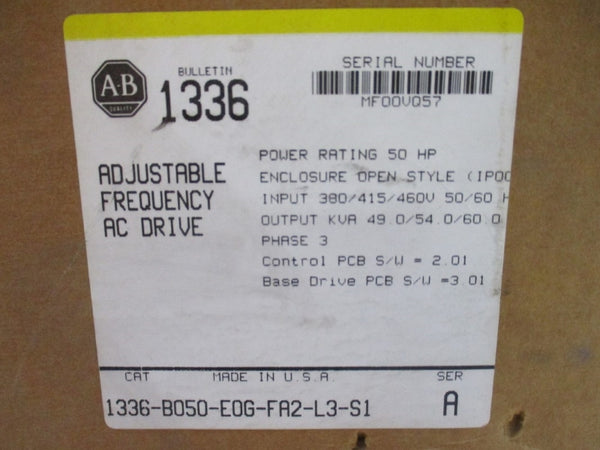 A-B
QUALITY
BULLETIN
1336
SERIAL NUMBER
MF00VQ57
ADJUSTABLE
FREQUENCY
AC DRIVE
POWER RATING 50 HP
ENCLOSURE OPEN STYLE (IP00
INPUT 380/415/460V 50/60 H
OUTPUT KVA 49.0/54.0/60.0
PHASE 3
Control PCB S/W = 2.01
Base Drive PCB S/W =3.01
CAT MADE IN U.S.A. SER
1336-B050-EOG-FA2-L3-S1 A